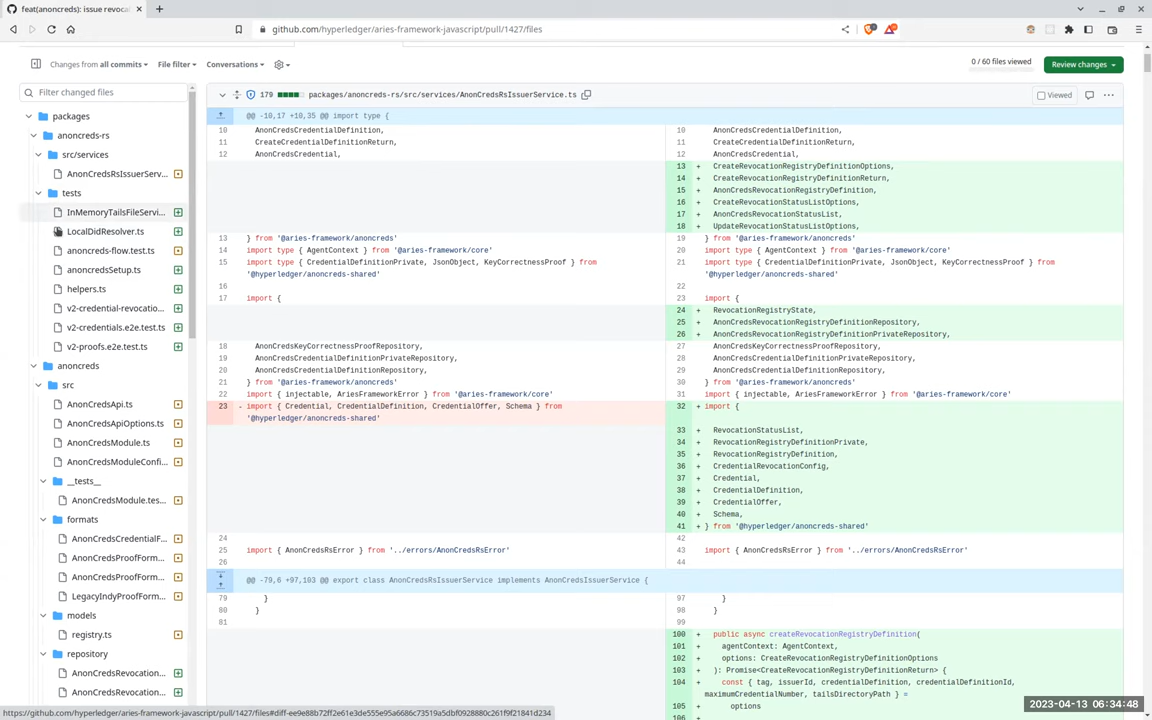 feat(anoncreds): issue revoca
github.com/hyperledger/aries-framework-javascript/pull/1427/files
Changes from all commits
File filter
Conversations
0 / 60 files viewed
Review changes
Filter changed files
packages
anoncreds-rs
src/services
AnonCredsRsIssuerServ...
tests
InMemoryTailsFileServi...
LocalDidResolver.ts
anoncreds-flow.test.ts
anoncredsSetup.ts
helpers.ts
v2-credential-revocatio...
v2-credentials.e2e.test.ts
v2-proofs.e2e.test.ts
anoncreds
src
AnonCredsApi.ts
AnonCredsApiOptions.ts
AnonCredsModule.ts
AnonCredsModuleConfi...
__tests__
AnonCredsModule.tes...
formats
AnonCredsCredentialF...
AnonCredsProofForm...
AnonCredsProofForm...
LegacyIndyProofForm...
models
registry.ts
repository
AnonCredsRevocation...
AnonCredsRevocation...
179 packages/anoncreds-rs/src/services/AnonCredsRsIssuerService.ts
Viewed
@@ -10,17 +10,35 @@ import type {
10 AnonCredsCredentialDefinition,
11 CreateCredentialDefinitionReturn,
12 AnonCredsCredential,
13 } from '@aries-framework/anoncreds'
14 import type { AgentContext } from '@aries-framework/core'
15 import type { CredentialDefinitionPrivate, JsonObject, KeyCorrectnessProof } from
'@hyperledger/anoncreds-shared'
16
17 import {
18 AnonCredsKeyCorrectnessProofRepository,
19 AnonCredsCredentialDefinitionPrivateRepository,
20 AnonCredsCredentialDefinitionRepository,
21 } from '@aries-framework/anoncreds'
22 import { injectable, AriesFrameworkError } from '@aries-framework/core'
23 - import { Credential, CredentialDefinition, CredentialOffer, Schema } from
'@hyperledger/anoncreds-shared'
24
25 import { AnonCredsRsError } from '../errors/AnonCredsRsError'
26
10 AnonCredsCredentialDefinition,
11 CreateCredentialDefinitionReturn,
12 AnonCredsCredential,
13 + CreateRevocationRegistryDefinitionOptions,
14 + CreateRevocationRegistryDefinitionReturn,
15 + AnonCredsRevocationRegistryDefinition,
16 + CreateRevocationStatusListOptions,
17 + AnonCredsRevocationStatusList,
18 + UpdateRevocationStatusListOptions,
19 } from '@aries-framework/anoncreds'
20 import type { AgentContext } from '@aries-framework/core'
21 import type { CredentialDefinitionPrivate, JsonObject, KeyCorrectnessProof } from
'@hyperledger/anoncreds-shared'
22
23 import {
24 + RevocationRegistryState,
25 + AnonCredsRevocationRegistryDefinitionRepository,
26 + AnonCredsRevocationRegistryDefinitionPrivateRepository,
27 AnonCredsKeyCorrectnessProofRepository,
28 AnonCredsCredentialDefinitionPrivateRepository,
29 AnonCredsCredentialDefinitionRepository,
30 } from '@aries-framework/anoncreds'
31 import { injectable, AriesFrameworkError } from '@aries-framework/core'
32 + import {
33 + RevocationStatusList,
34 + RevocationRegistryDefinitionPrivate,
35 + RevocationRegistryDefinition,
36 + CredentialRevocationConfig,
37 + Credential,
38 + CredentialDefinition,
39 + CredentialOffer,
40 + Schema,
41 + } from '@hyperledger/anoncreds-shared'
42
43 import { AnonCredsRsError } from '../errors/AnonCredsRsError'
44
@@ -79,6 +97,103 @@ export class AnonCredsRsIssuerService implements AnonCredsIssuerService {
79 }
80 }
81
97 }
98 }
99
100 + public async createRevocationRegistryDefinition(
101 + agentContext: AgentContext,
102 + options: CreateRevocationRegistryDefinitionOptions
103 + ): Promise<CreateRevocationRegistryDefinitionReturn> {
104 + const { tag, issuerId, credentialDefinition, credentialDefinitionId,
maximumCredentialNumber, tailsDirectoryPath } =
105 + options
106 +
https://github.com/hyperledger/aries-framework-javascript/pull/1427/files#diff-ee9e88b72ff2e61e3de555e95a6686c73519a5dbf0928880c261f9f21841d234
2023-04-13 06:34:48